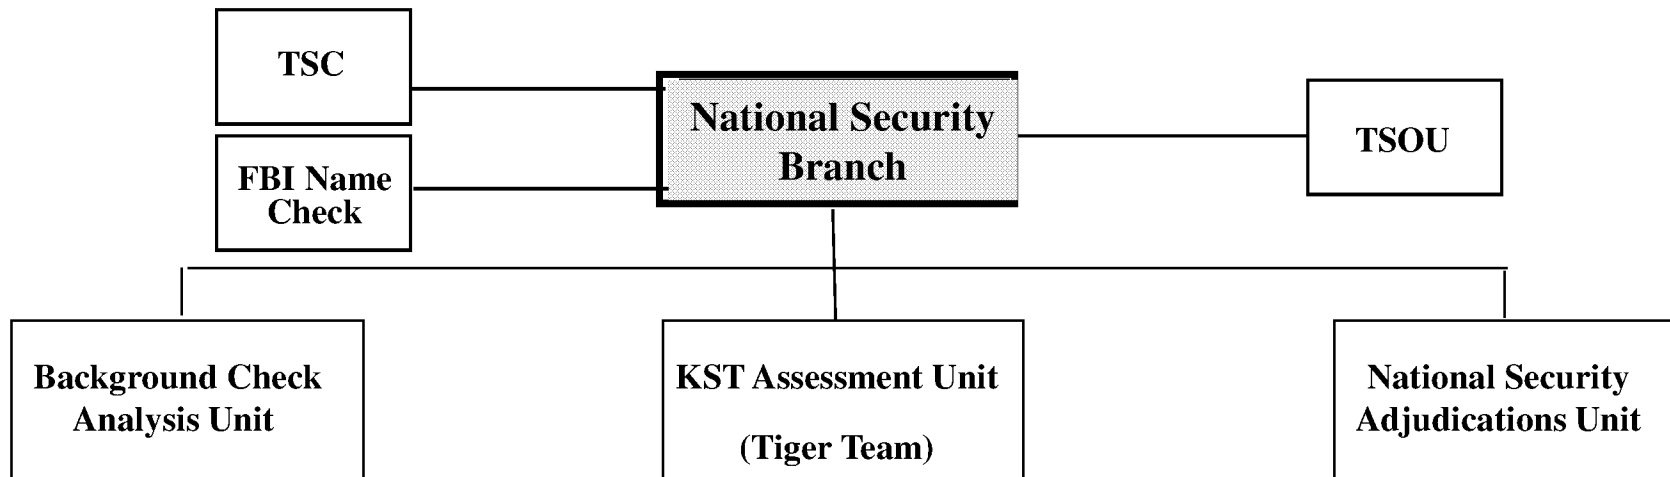 TSC
FBI Name
Check
National Security
Branch
TSOU
Background Check
Analysis Unit
KST Assessment Unit
(Tiger Team)
National Security
Adjudications Unit